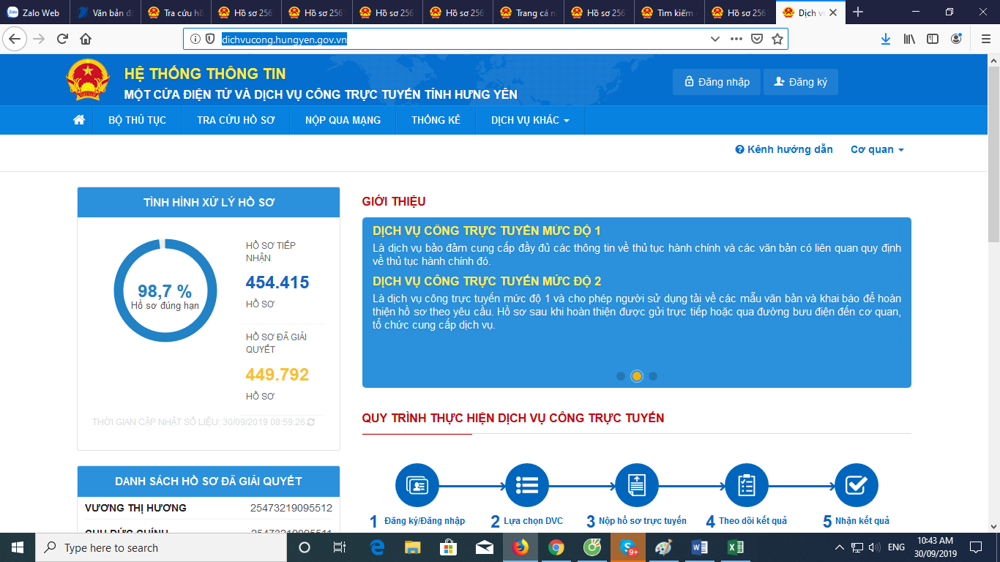 Zalo Web
Văn bản đ
Tra cứu h
Hồ sơ 256
Hồ sơ 256
Hồ sơ 256
Hồ sơ 256
Trang cá n
Hồ sơ 256
Tìm kiếm
Hồ sơ 256
Dịch v
dichvucong.hungyen.gov.vn
HỆ THỐNG THÔNG TIN
MỘT CỬA ĐIỆN TỬ VÀ DỊCH VỤ CÔNG TRỰC TUYẾN TỈNH HƯNG YÊN
Đăng nhập
Đăng ký
BỘ THỦ TỤC
TRA CỨU HỒ SƠ
NỘP QUA MẠNG
THỐNG KÊ
DỊCH VỤ KHÁC
Kênh hướng dẫn
Cơ quan
TÌNH HÌNH XỬ LÝ HỒ SƠ
98,7 %
Hồ sơ đúng hạn
HỒ SƠ TIẾP
NHẬN
454.415
HỒ SƠ
HỒ SƠ ĐÃ GIẢI
QUYẾT
449.792
HỒ SƠ
THỜI GIAN CẬP NHẬT SỐ LIỆU: 30/09/2019 08:59:26
DANH SÁCH HỒ SƠ ĐÃ GIẢI QUYẾT
VƯƠNG THỊ HƯƠNG 25473219095512
CHU ĐỨC CHÍNH 25473219095511
GIỚI THIỆU
DỊCH VỤ CÔNG TRỰC TUYẾN MỨC ĐỘ 1
Là dịch vụ bảo đảm cung cấp đầy đủ các thông tin về thủ tục hành chính và các văn bản có liên quan quy định
về thủ tục hành chính đó.
DỊCH VỤ CÔNG TRỰC TUYẾN MỨC ĐỘ 2
Là dịch vụ công trực tuyến mức độ 1 và cho phép người sử dụng tải về các mẫu văn bản và khai báo để hoàn
thiện hồ sơ theo yêu cầu. Hồ sơ sau khi hoàn thiện được gửi trực tiếp hoặc qua đường bưu điện đến cơ quan,
tổ chức cung cấp dịch vụ.
QUY TRÌNH THỰC HIỆN DỊCH VỤ CÔNG TRỰC TUYẾN
1 Đăng ký/Đăng nhập
2 Lựa chọn DVC
3 Nộp hồ sơ trực tuyến
4 Theo dõi kết quả
5 Nhận kết quả
Type here to search
9+
ENG
10:43 AM
30/09/2019